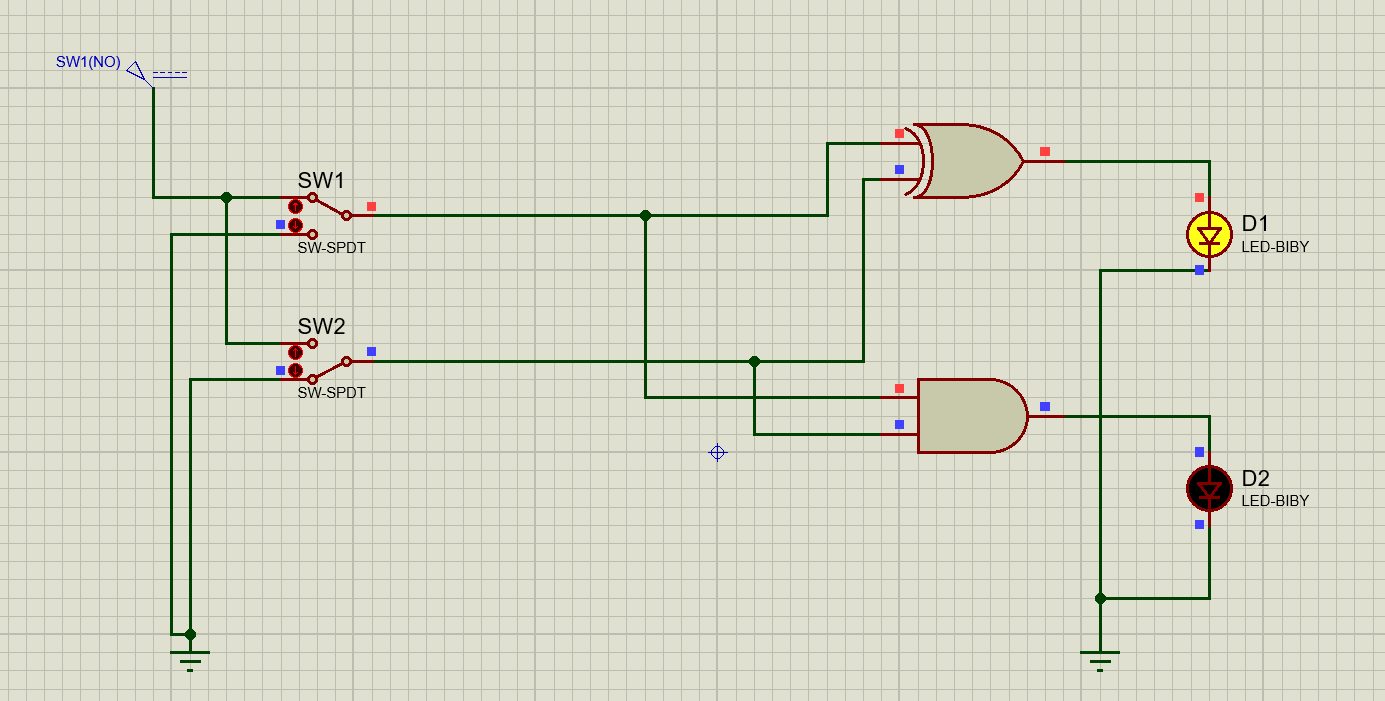 SW1(NO)
SW1
SW-SPDT
SW2
SW-SPDT
D1
LED-BIBY
D2
LED-BIBY